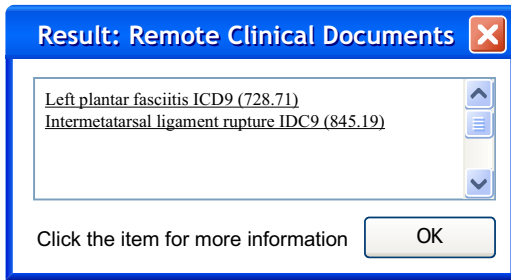 Result: Remote Clinical Documents
Left plantar fasciitis ICD9 (728.71)
Intermetatarsal ligament rupture IDC9 (845.19)
Click the item for more information
OK